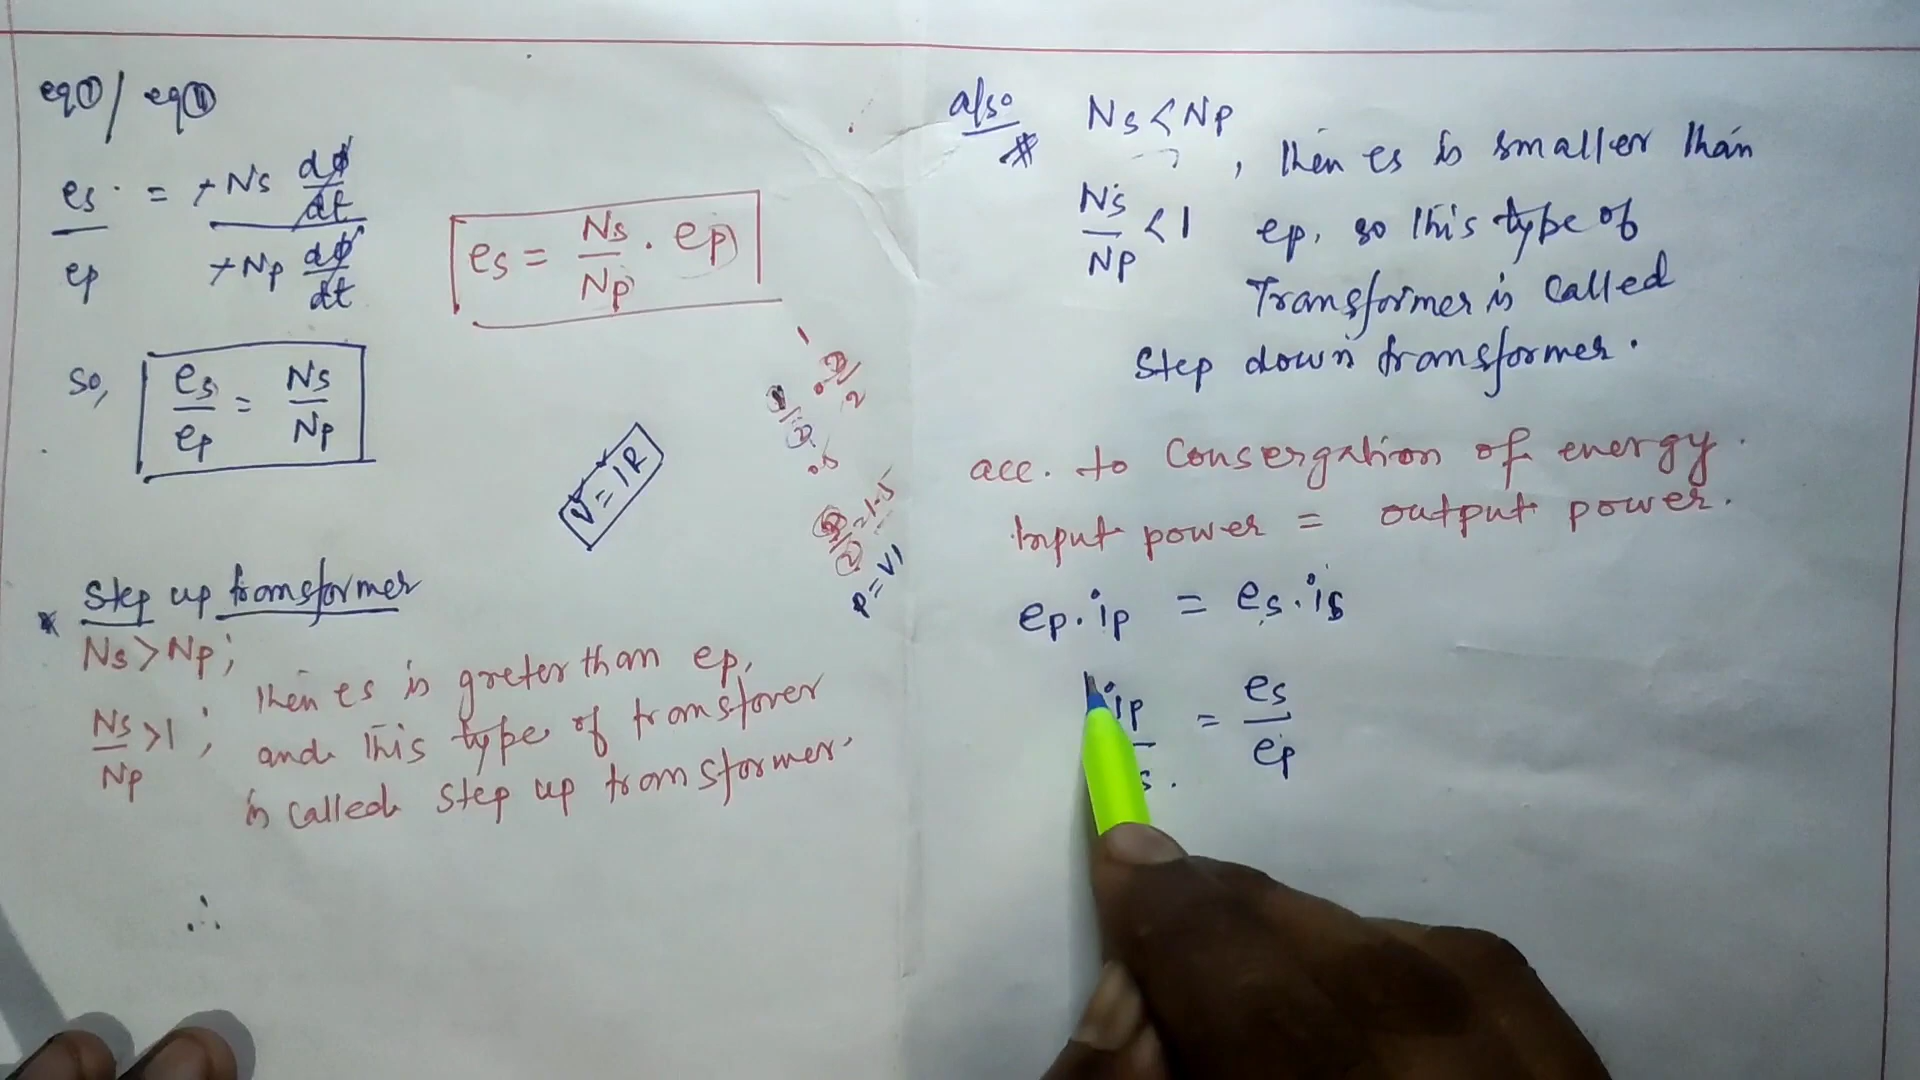 eq①/eq②
es/ep = +Ns dφ/dt / +Np dφ/dt
so, es/ep = Ns/Np
es = Ns/Np . ep
V = IR
P = VI
* Step up transformer
Ns > Np;
Ns/Np > 1; then es is greter than ep,
and this type of transfover
is called step up transformer.
∴
also
# Ns < Np
Ns/Np < 1, then es is smaller than
ep. so this type of
Transformer is called
step down transformer.
acc. to Consergation of energy.
Input power = output power.
ep.ip = es.is
ip/s. = es/ep